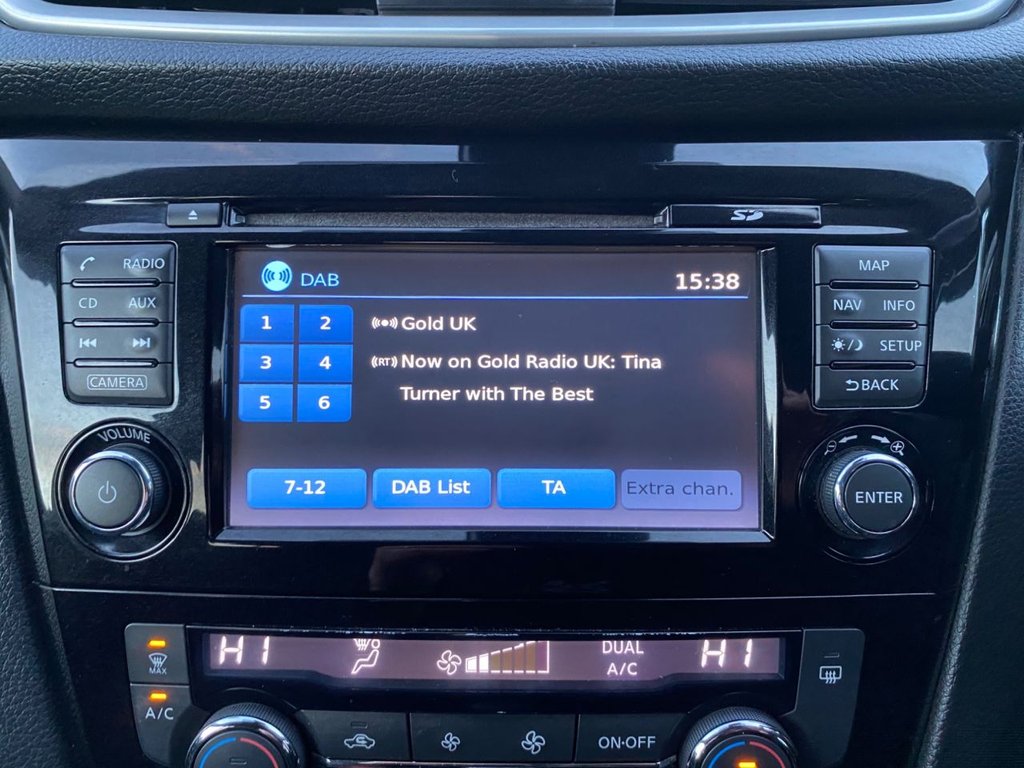 SD
RADIO
CD AUX
CAMERA
VOLUME
DAB 15:38
1 2
3 4
5 6
Gold UK
(RT) Now on Gold Radio UK: Tina
Turner with The Best
7-12 DAB List TA Extra chan.
MAP
NAV INFO
SETUP
BACK
ENTER
MAX
A/C
HI
DUAL
A/C
HI
ON·OFF